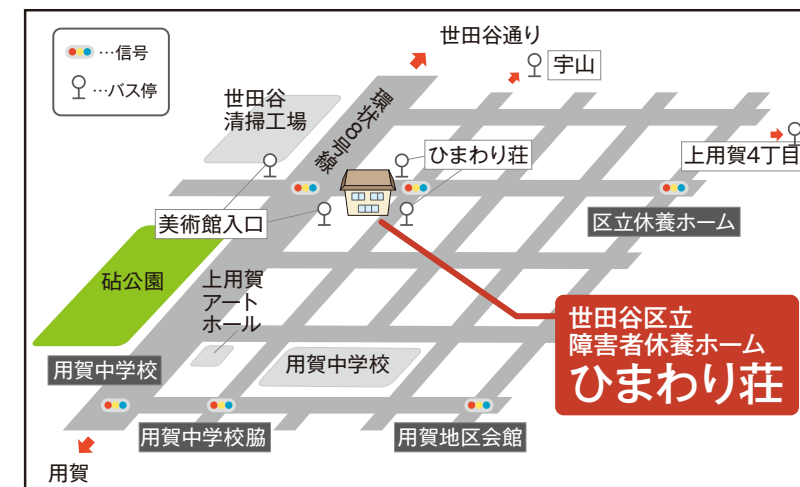 …信号
…バス停
世田谷通り
宇山
世田谷
清掃工場
環状8号線
ひまわり荘
上用賀4丁目
美術館入口
区立休養ホーム
砧公園
上用賀
アート
ホール
世田谷区立
障害者休養ホーム
ひまわり荘
用賀中学校
用賀中学校
用賀中学校脇
用賀地区会館
用賀